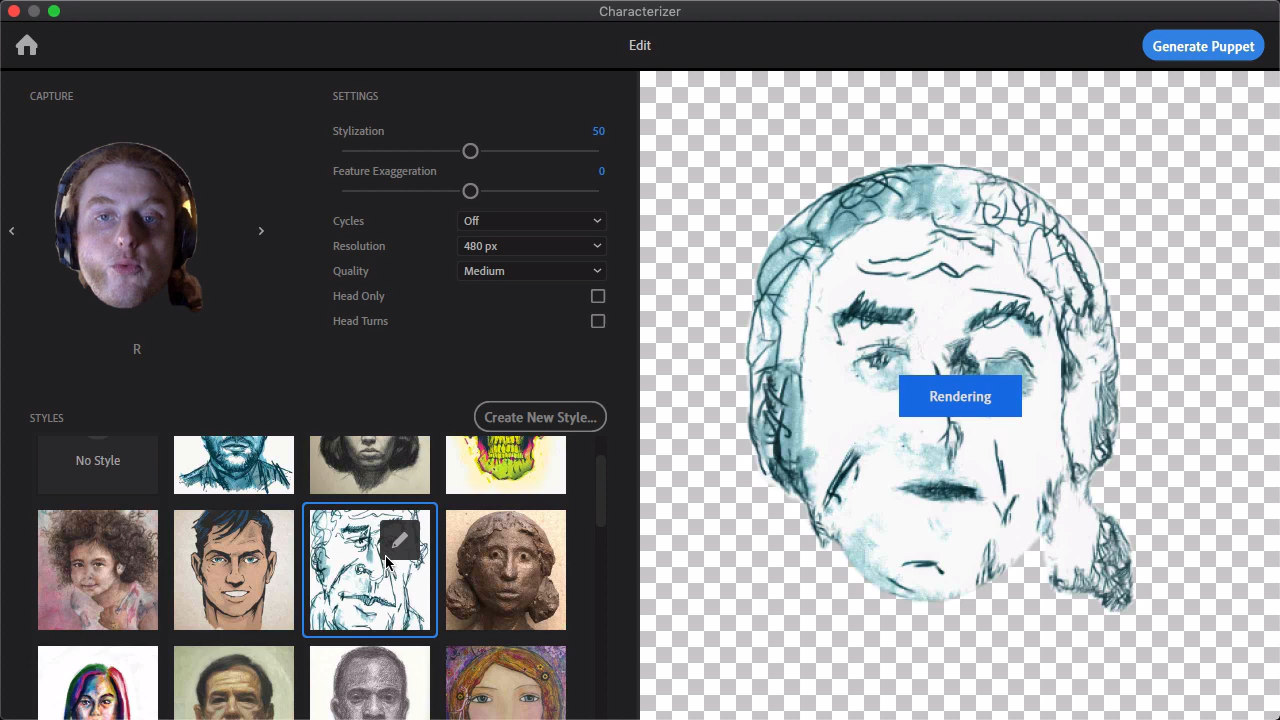 Characterizer
Edit
Generate Puppet
CAPTURE
R
SETTINGS
Stylization 50
Feature Exaggeration 0
Cycles Off
Resolution 480 px
Quality Medium
Head Only
Head Turns
STYLES
Create New Style...
No Style
Rendering